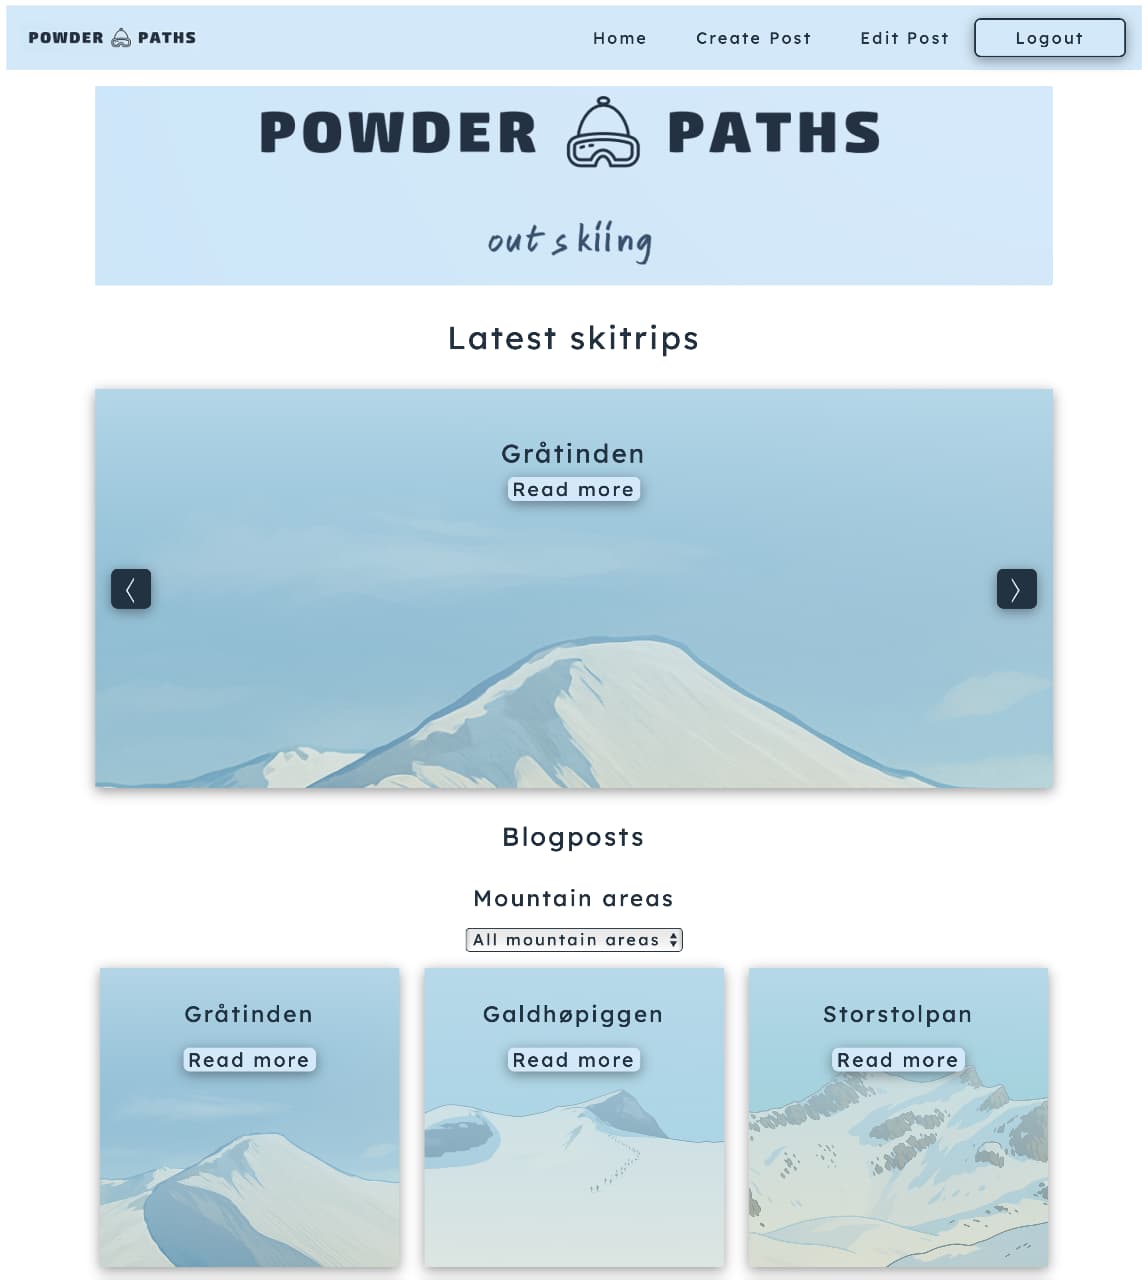 POWDER PATHS
Home
Create Post
Edit Post
Logout
POWDER PATHS
out skiing
Latest skitrips
Gråtinden
Read more
Blogposts
Mountain areas
All mountain areas
Gråtinden
Read more
Galdhøpiggen
Read more
Storstolpan
Read more